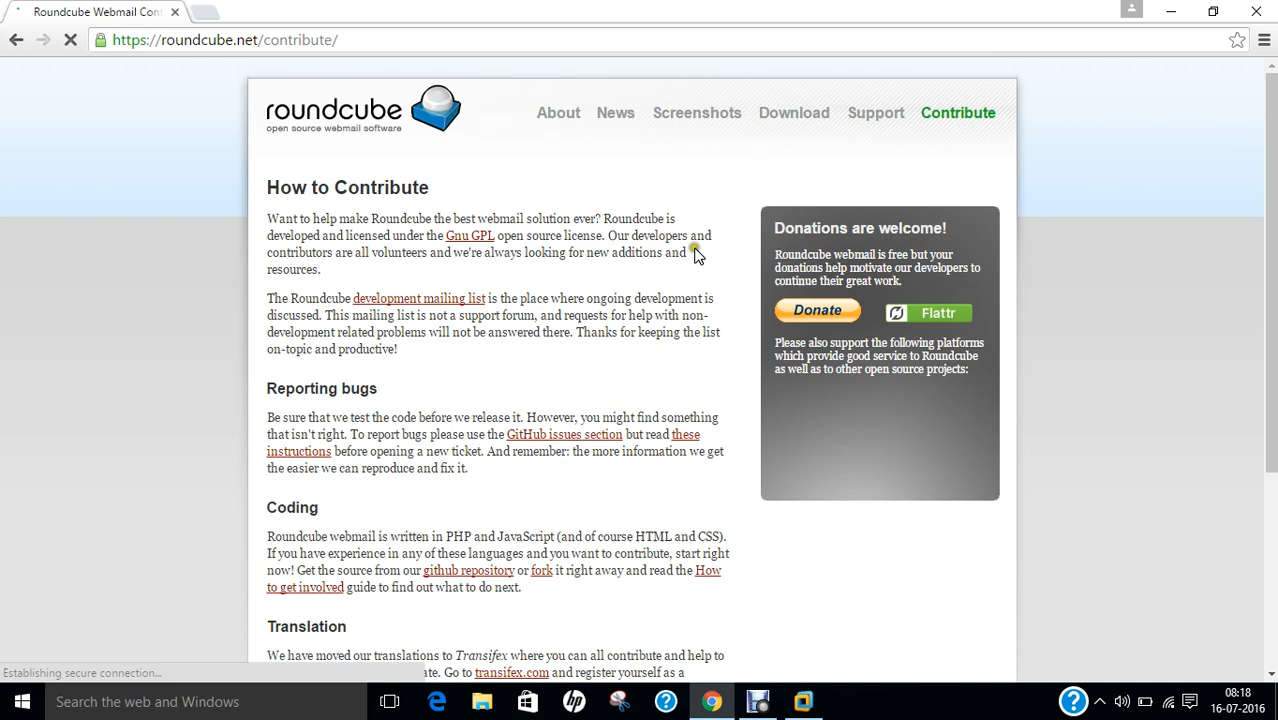 Roundcube Webmail Con
https://roundcube.net/contribute/
roundcube
open source webmail software
About News Screenshots Download Support Contribute
How to Contribute
Want to help make Roundcube the best webmail solution ever? Roundcube is
developed and licensed under the Gnu GPL open source license. Our developers and
contributors are all volunteers and we're always looking for new additions and
resources.
The Roundcube development mailing list is the place where ongoing development is
discussed. This mailing list is not a support forum, and requests for help with non-
development related problems will not be answered there. Thanks for keeping the list
on-topic and productive!
Reporting bugs
Be sure that we test the code before we release it. However, you might find something
that isn't right. To report bugs please use the GitHub issues section but read these
instructions before opening a new ticket. And remember: the more information we get
the easier we can reproduce and fix it.
Coding
Roundcube webmail is written in PHP and JavaScript (and of course HTML and CSS).
If you have experience in any of these languages and you want to contribute, start right
now! Get the source from our github repository or fork it right away and read the How
to get involved guide to find out what to do next.
Translation
We have moved our translations to Transifex where you can all contribute and help to
ate. Go to transifex.com and register yourself as a
Donations are welcome!
Roundcube webmail is free but your
donations help motivate our developers to
continue their great work.
Donate
Flattr
Please also support the following platforms
which provide good service to Roundcube
as well as to other open source projects:
Establishing secure connection...
Search the web and Windows
hp
08:18
16-07-2016